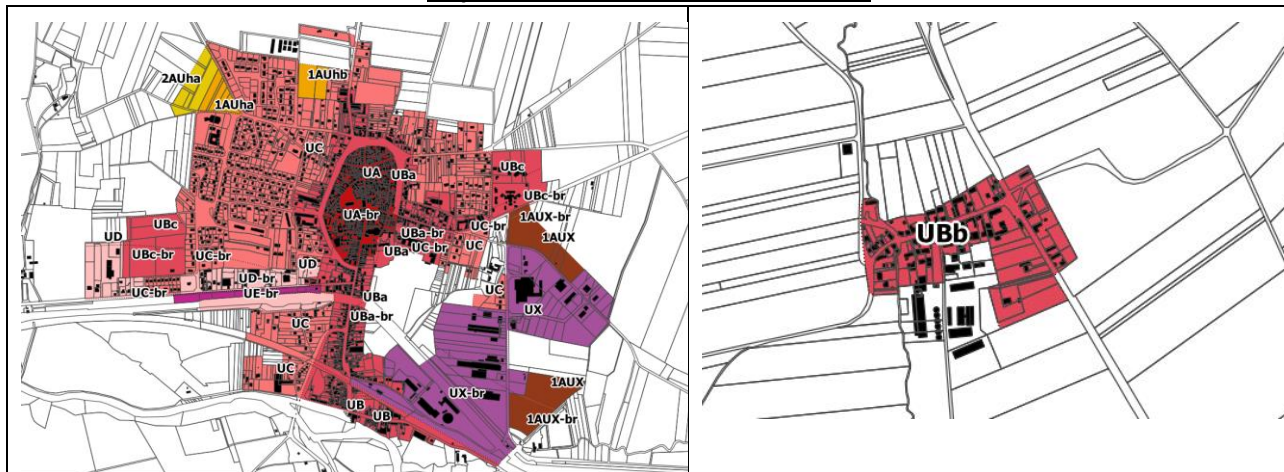 2AUha
1AUhb
1AUha
UC
UA
UBa
UBc
UBc-br
UA-br
1AUX-br
UBc
UBa-br
UC-br
1AUX
UD
UBa
UC-br
UC
UBc-br
UC-br
UD
UD-br
UC
UC-br
UE-br
UBa
UX
UC
UBa-br
UC
1AUX
UX-br
UB
UB
1AUX-br
UBb